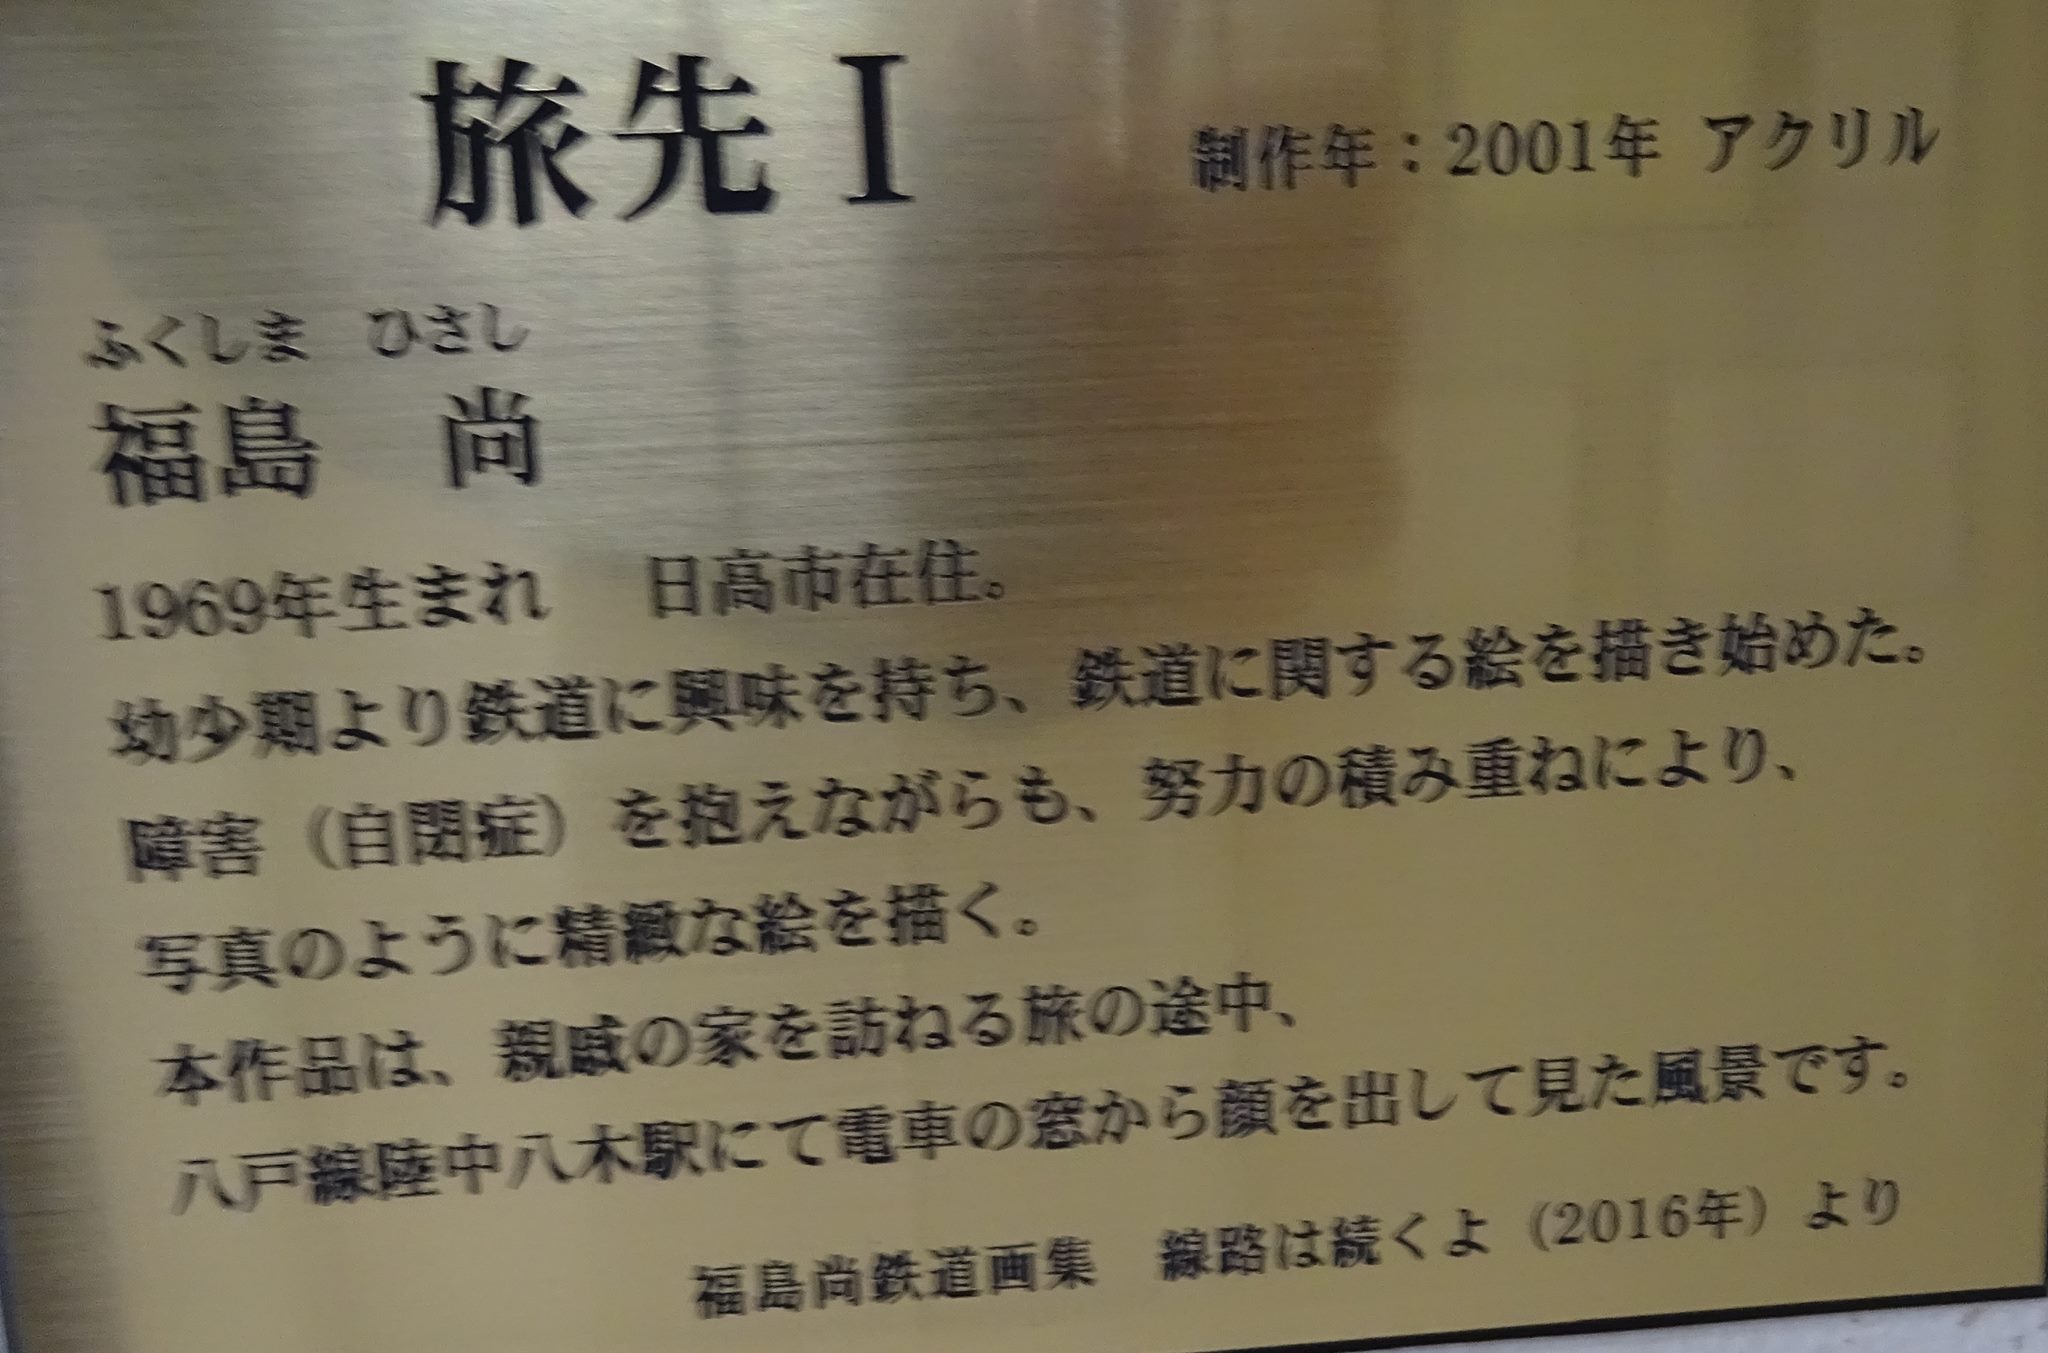 旅先Ⅰ 制作年：2001年 アクリル
ふくしま ひさし
福島 尚
1969年生まれ 日高市在住。
幼少期より鉄道に興味を持ち、鉄道に関する絵を描き始めた。
障害（自閉症）を抱えながらも、努力の積み重ねにより、
写真のように精緻な絵を描く。
本作品は、親戚の家を訪ねる旅の途中、
八戸線陸中八木駅にて電車の窓から顔を出して見た風景です。
福島尚鉄道画集 線路は続くよ（2016年）より